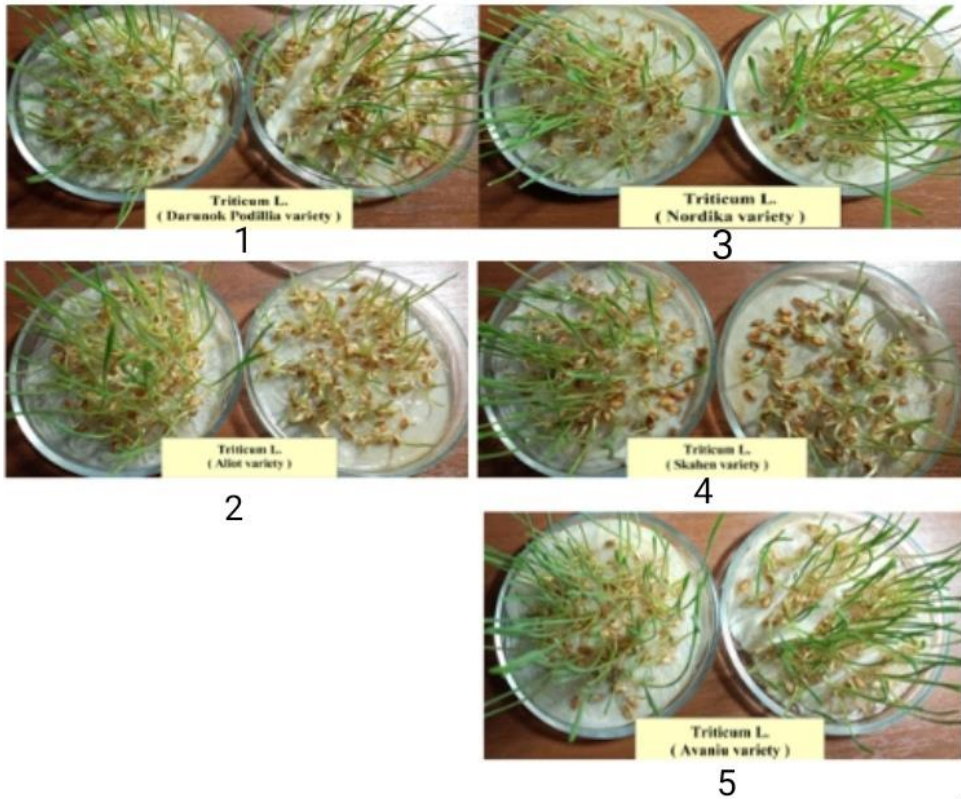 Triticum L.
( Darunok Podillia variety )
1
Triticum L.
( Nordika variety )
3
Triticum L.
( Aliot variety )
2
Triticum L.
( Skahen variety )
4
Triticum L.
( Avaniu variety )
5